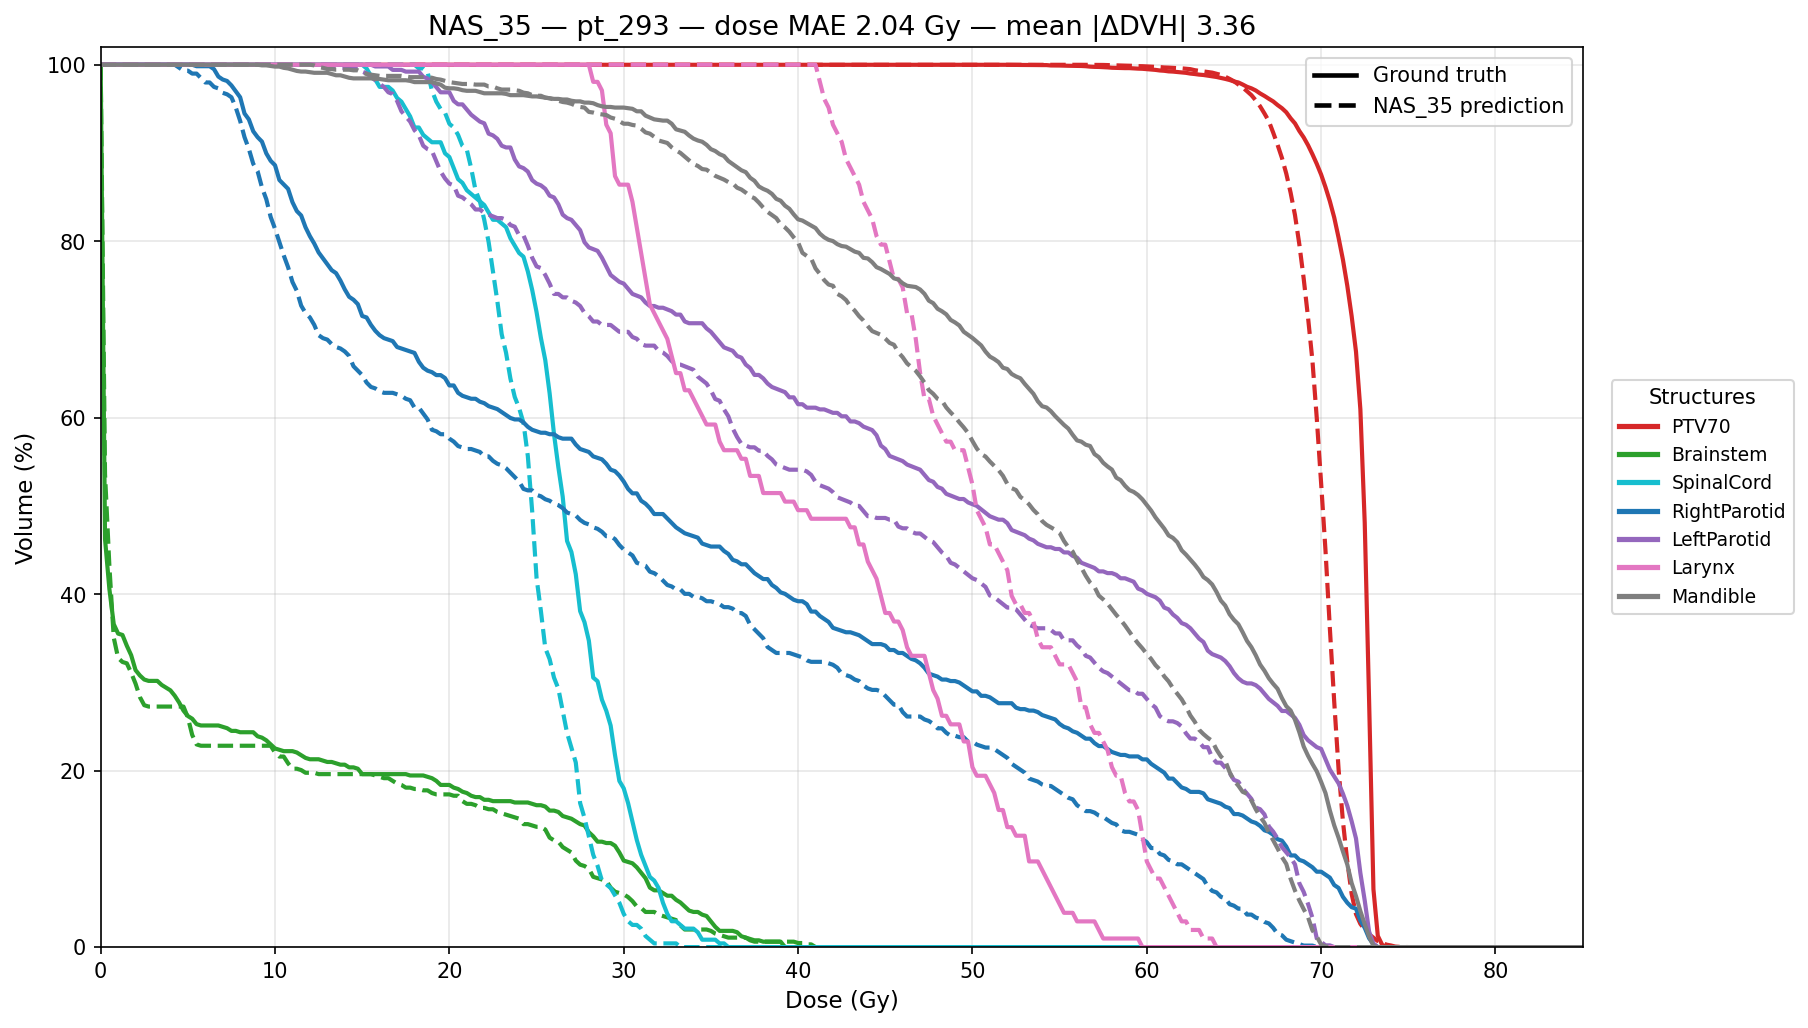 NAS_35 — pt_293 — dose MAE 2.04 Gy — mean |ΔDVH| 3.36
Ground truth
NAS_35 prediction
Volume (%)
100
80
60
40
20
0
0 10 20 30 40 50 60 70 80
Dose (Gy)
Structures
PTV70
Brainstem
SpinalCord
RightParotid
LeftParotid
Larynx
Mandible